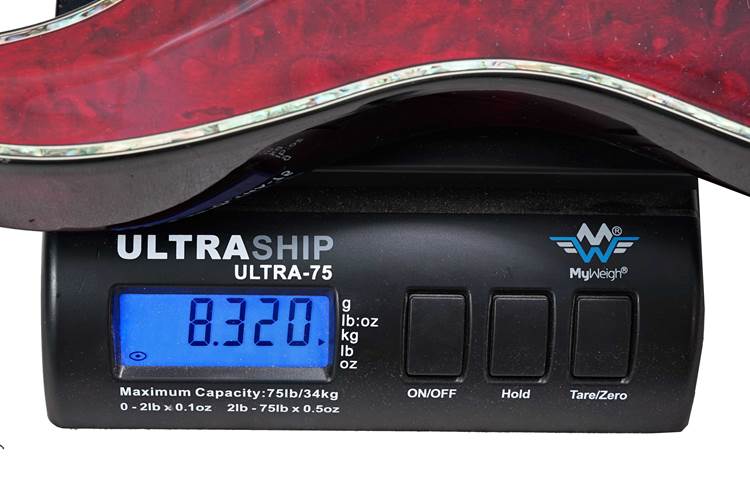 ULTRASHIP
ULTRA-75
MW®
MyWeigh®
8.320
g
lb:oz
kg
lb
oz
Maximum Capacity:75lb/34kg
0 - 2lb x 0.1oz 2lb - 75lb x 0.5oz
ON/OFF
Hold
Tare/Zero